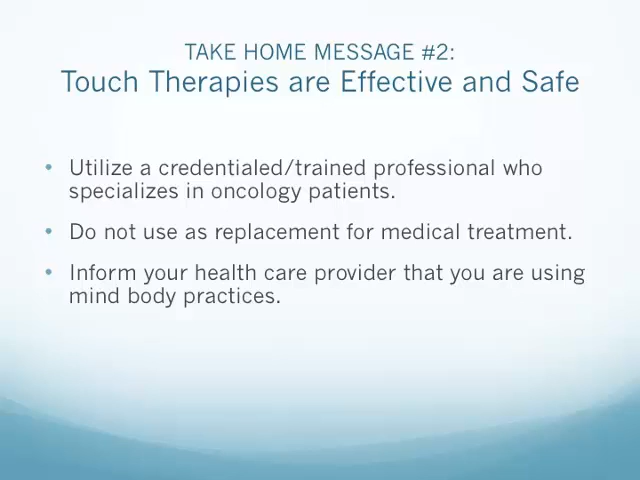 TAKE HOME MESSAGE #2:
Touch Therapies are Effective and Safe
• Utilize a credentialed/trained professional who
specializes in oncology patients.
• Do not use as replacement for medical treatment.
• Inform your health care provider that you are using
mind body practices.